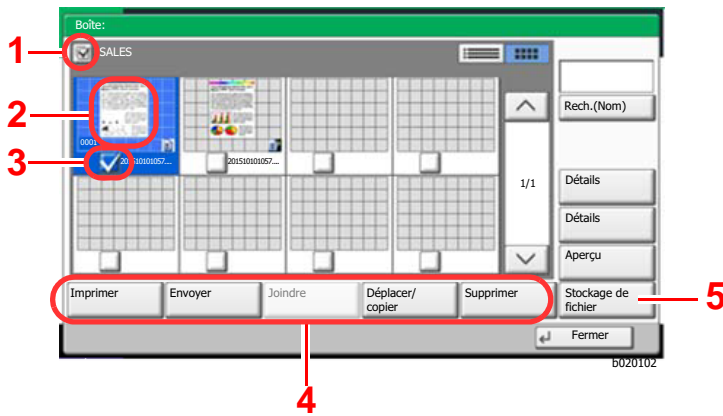 Boîte:
1
SALES
2
Rech.(Nom)
0001
3
201510101057....
201510101057....
1/1
Détails
Détails
Aperçu
Imprimer
Envoyer
Joindre
Déplacer/
copier
Supprimer
Stockage de
fichier
5
Fermer
b020102
4